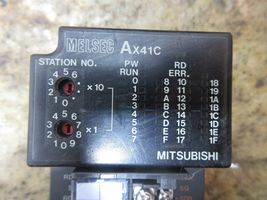 MELSEC AX41C
STATION NO. PW RD
RUN ERR.
× 10
× 1
0 8 10 18
1 9 11 19
2 A 12 1A
3 B 13 1B
4 C 14 1C
5 D 15 1D
6 E 16 1E
7 F 17 1F
MITSUBISHI